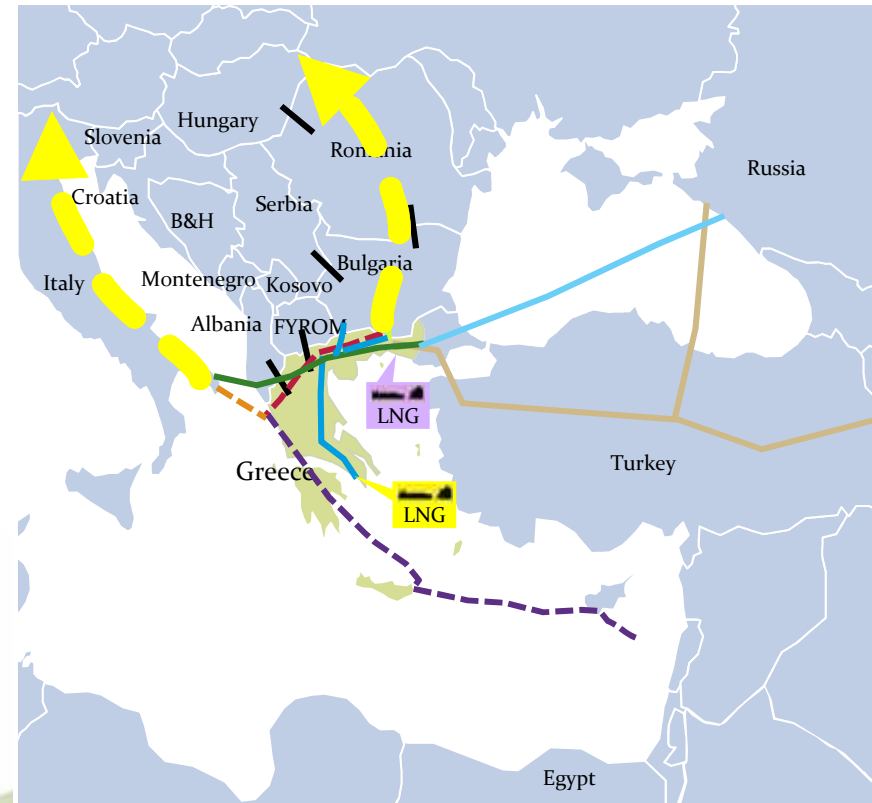 Hungary
Slovenia
Romania
Russia
Croatia
Serbia
B&H
Bulgaria
Italy
Montenegro
Kosovo
Albania
FYROM
LNG
Turkey
Greece
LNG
Egypt